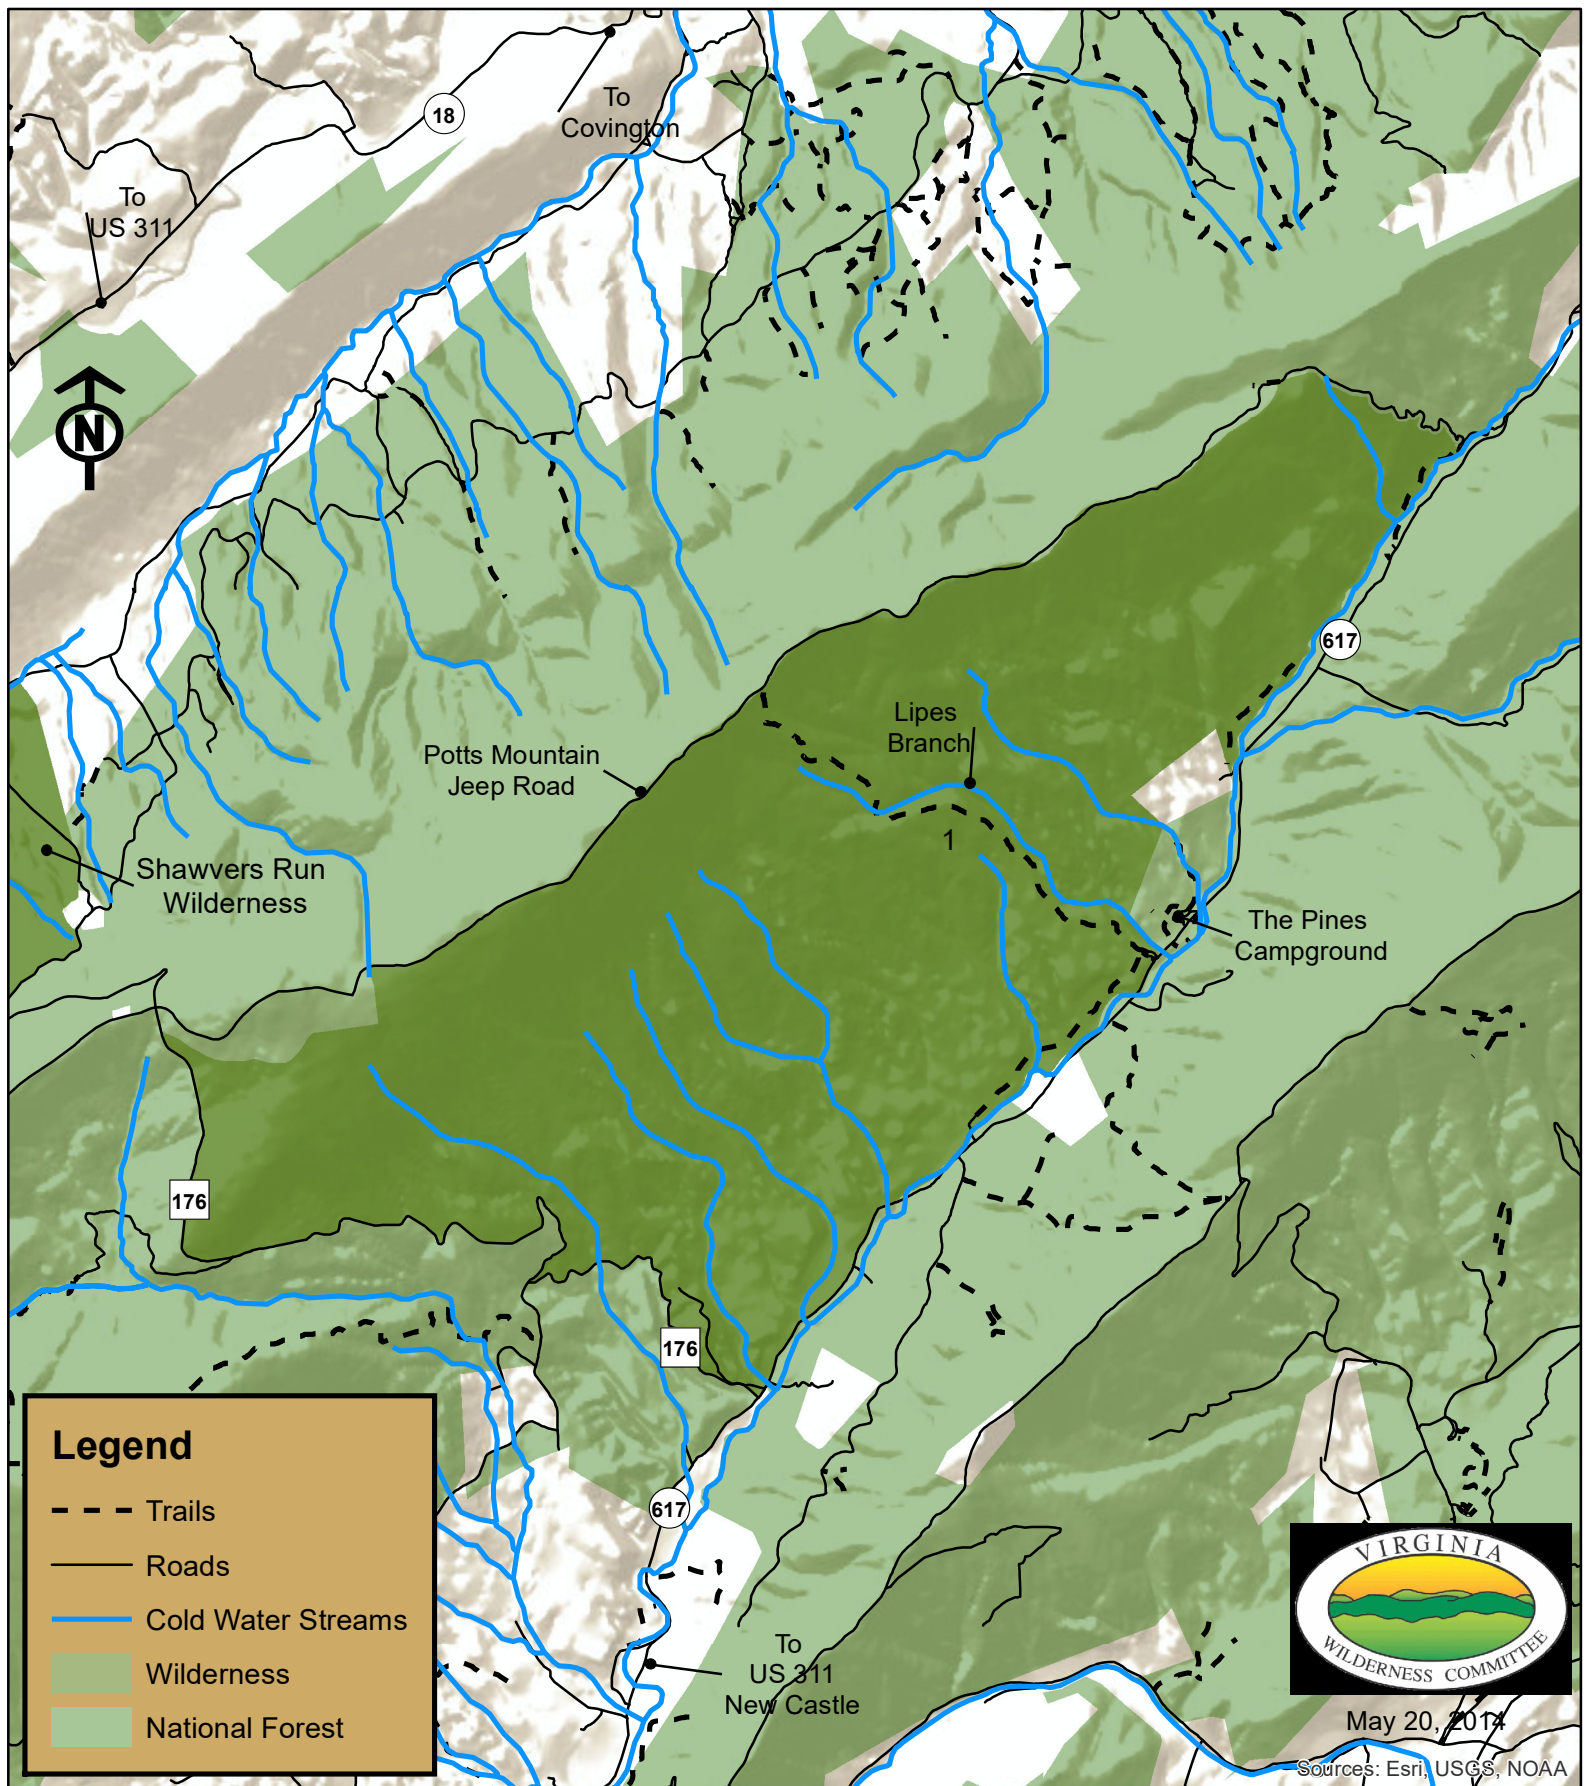 To
Covington
18
To
US 311
N
617
Lipes
Branch
Potts Mountain
Jeep Road
1
Shawvers Run
Wilderness
The Pines
Campground
176
176
617
Legend
Trails
Roads
Cold Water Streams
Wilderness
National Forest
To
US 311
New Castle
VIRGINIA
WILDERNESS COMMITTEE
May 20, 2014
Sources: Esri, USGS, NOAA